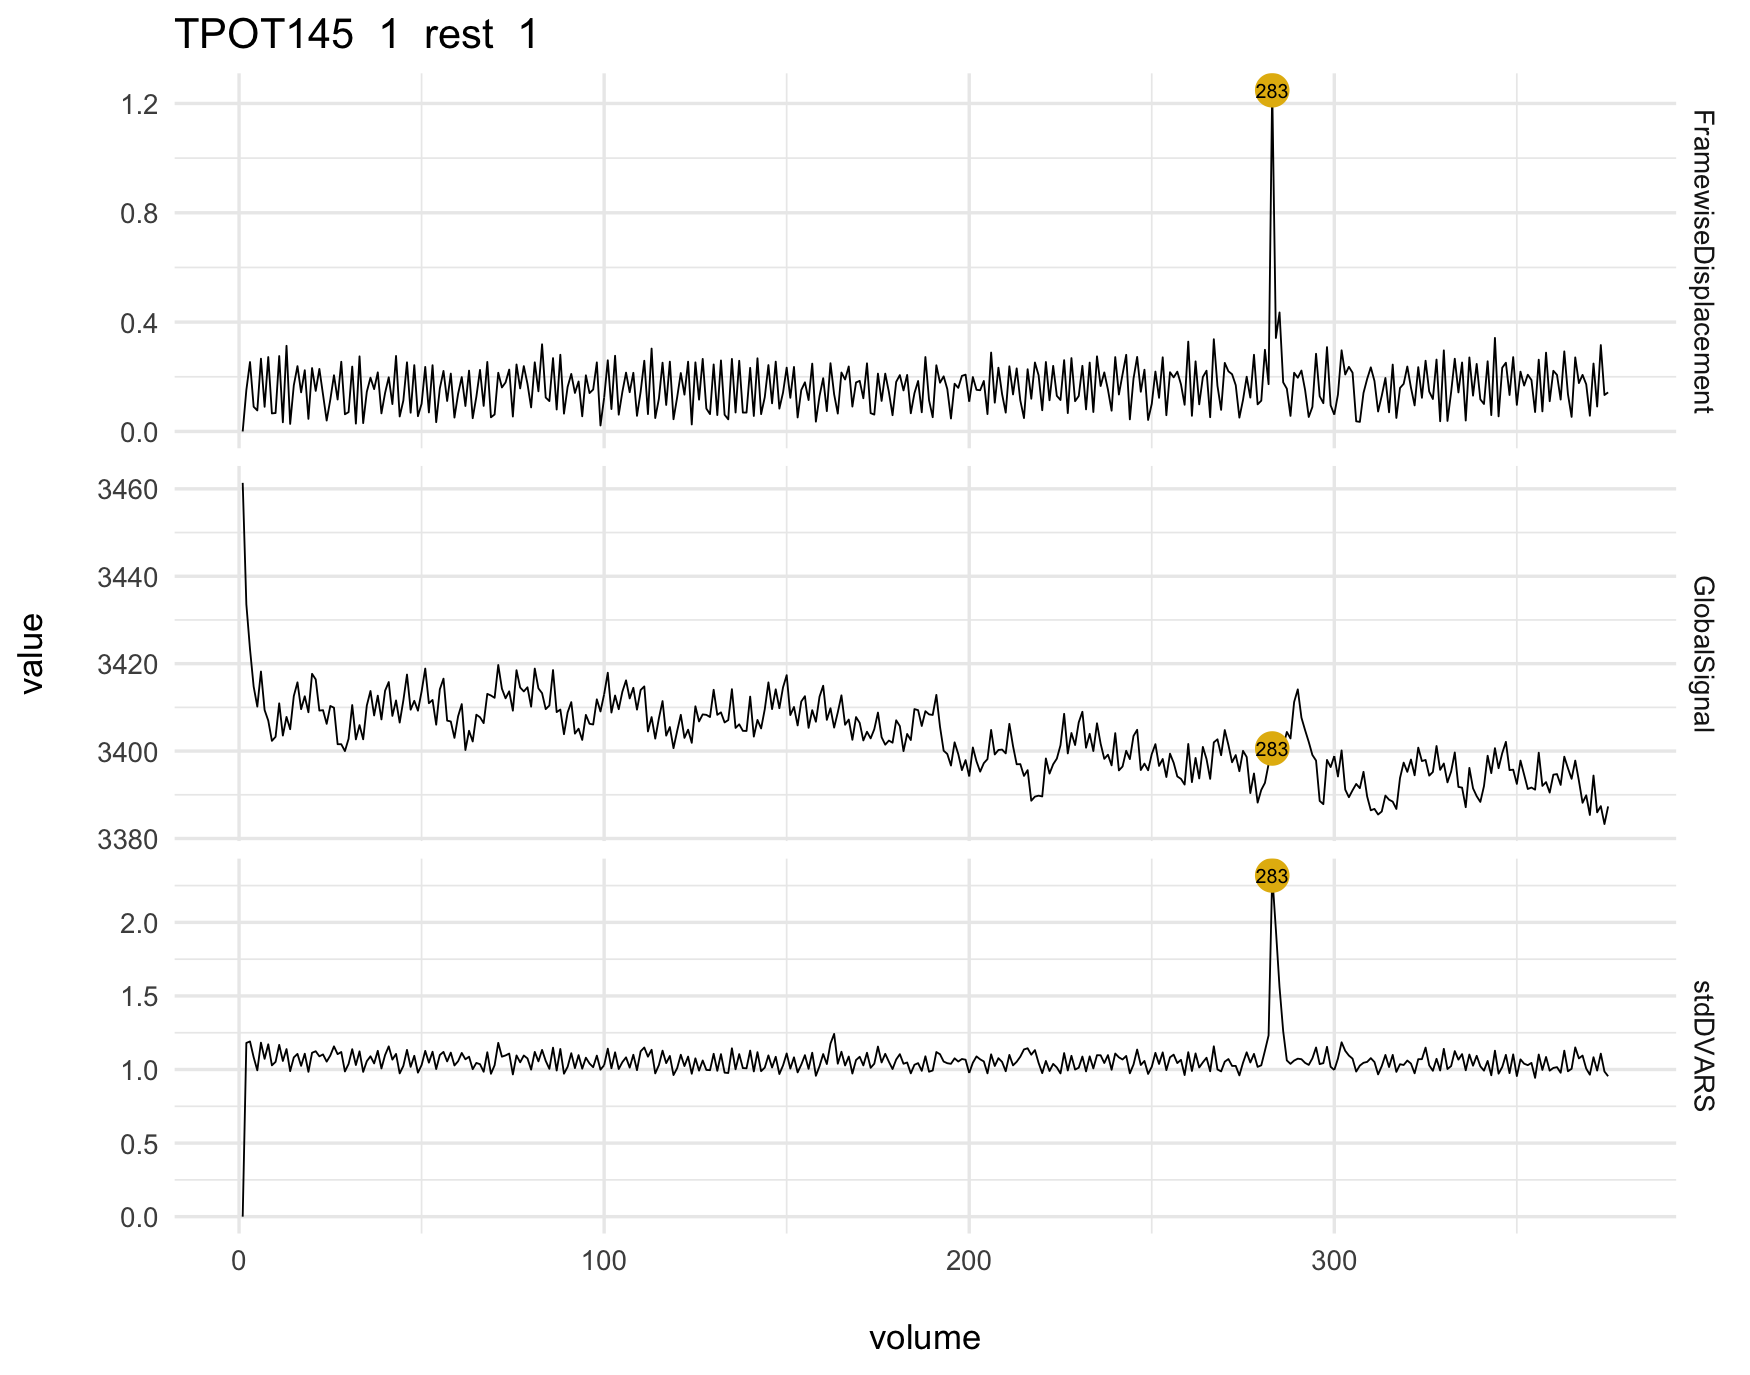 TPOT145 1 rest 1
283
1.2
0.8
0.4
0.0
FramewiseDisplacement
3460
3440
3420
3400
3380
283
GlobalSignal
value
283
2.0
1.5
1.0
0.5
0.0
stdDVARS
0 100 200 300
volume